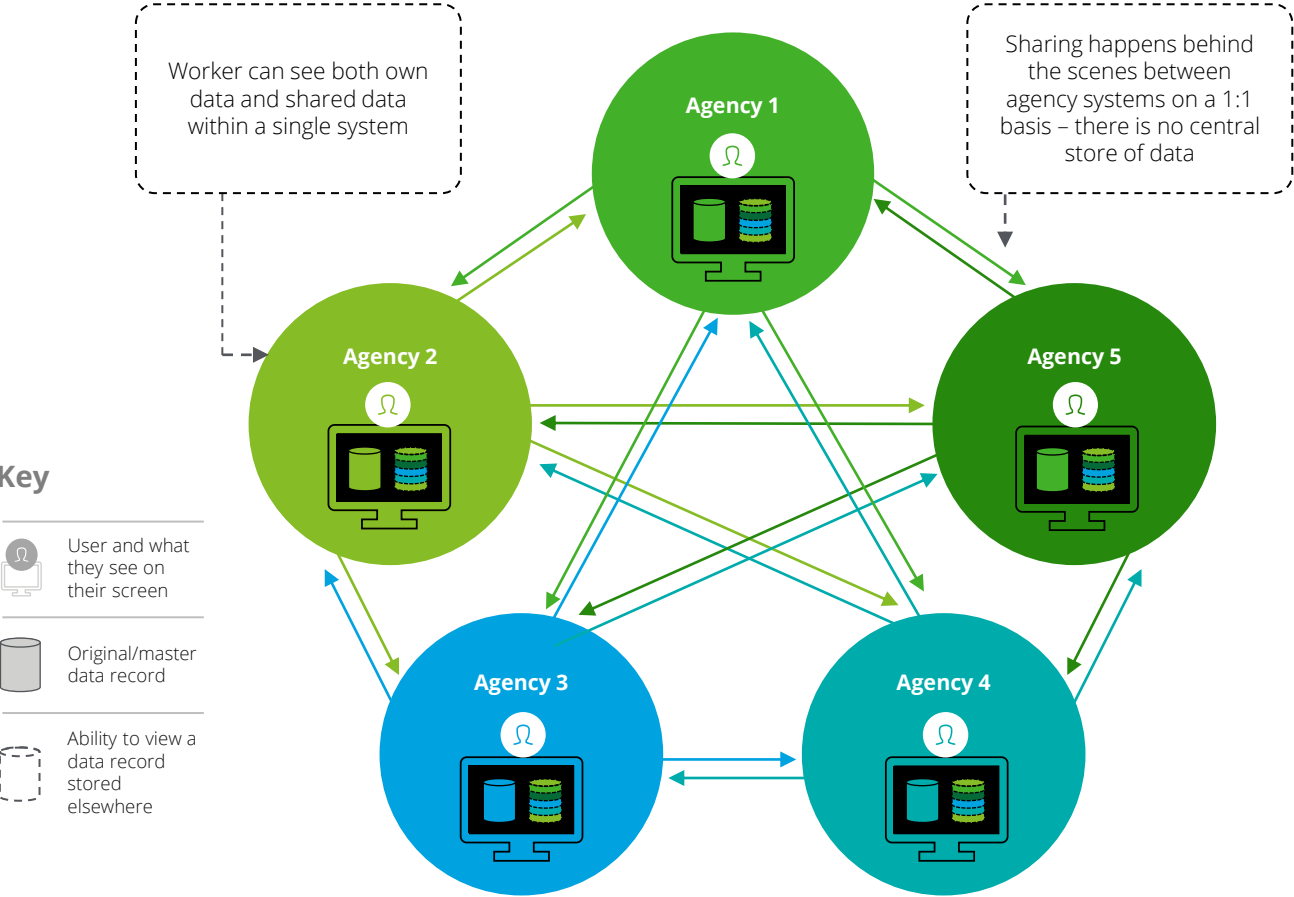 Worker can see both own
data and shared data
within a single system
Sharing happens behind
the scenes between
agency systems on a 1:1
basis – there is no central
store of data
Agency 1
Agency 2
Agency 5
Agency 3
Agency 4
Key
User and what
they see on
their screen
Original/master
data record
Ability to view a
data record
stored
elsewhere